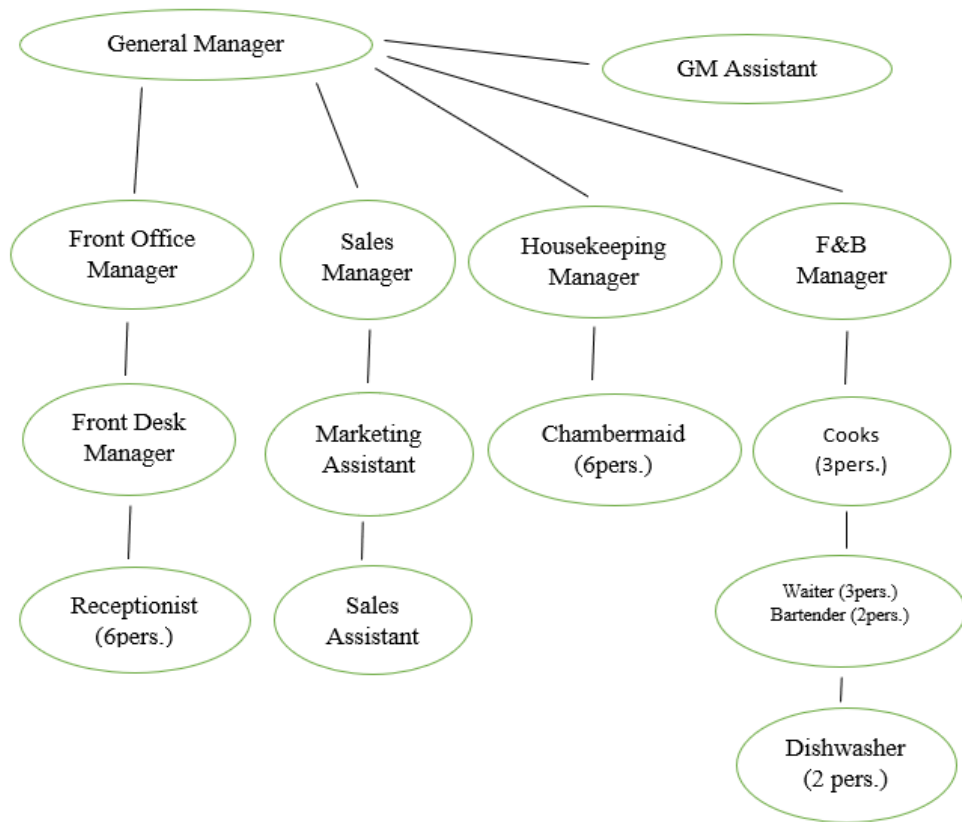 General Manager
GM Assistant
Front Office
Manager
Sales
Manager
Housekeeping
Manager
F&B
Manager
Front Desk
Manager
Marketing
Assistant
Chambermaid
(6pers.)
Cooks
(3pers.)
Receptionist
(6pers.)
Sales
Assistant
Waiter (3pers.)
Bartender (2pers.)
Dishwasher
(2 pers.)